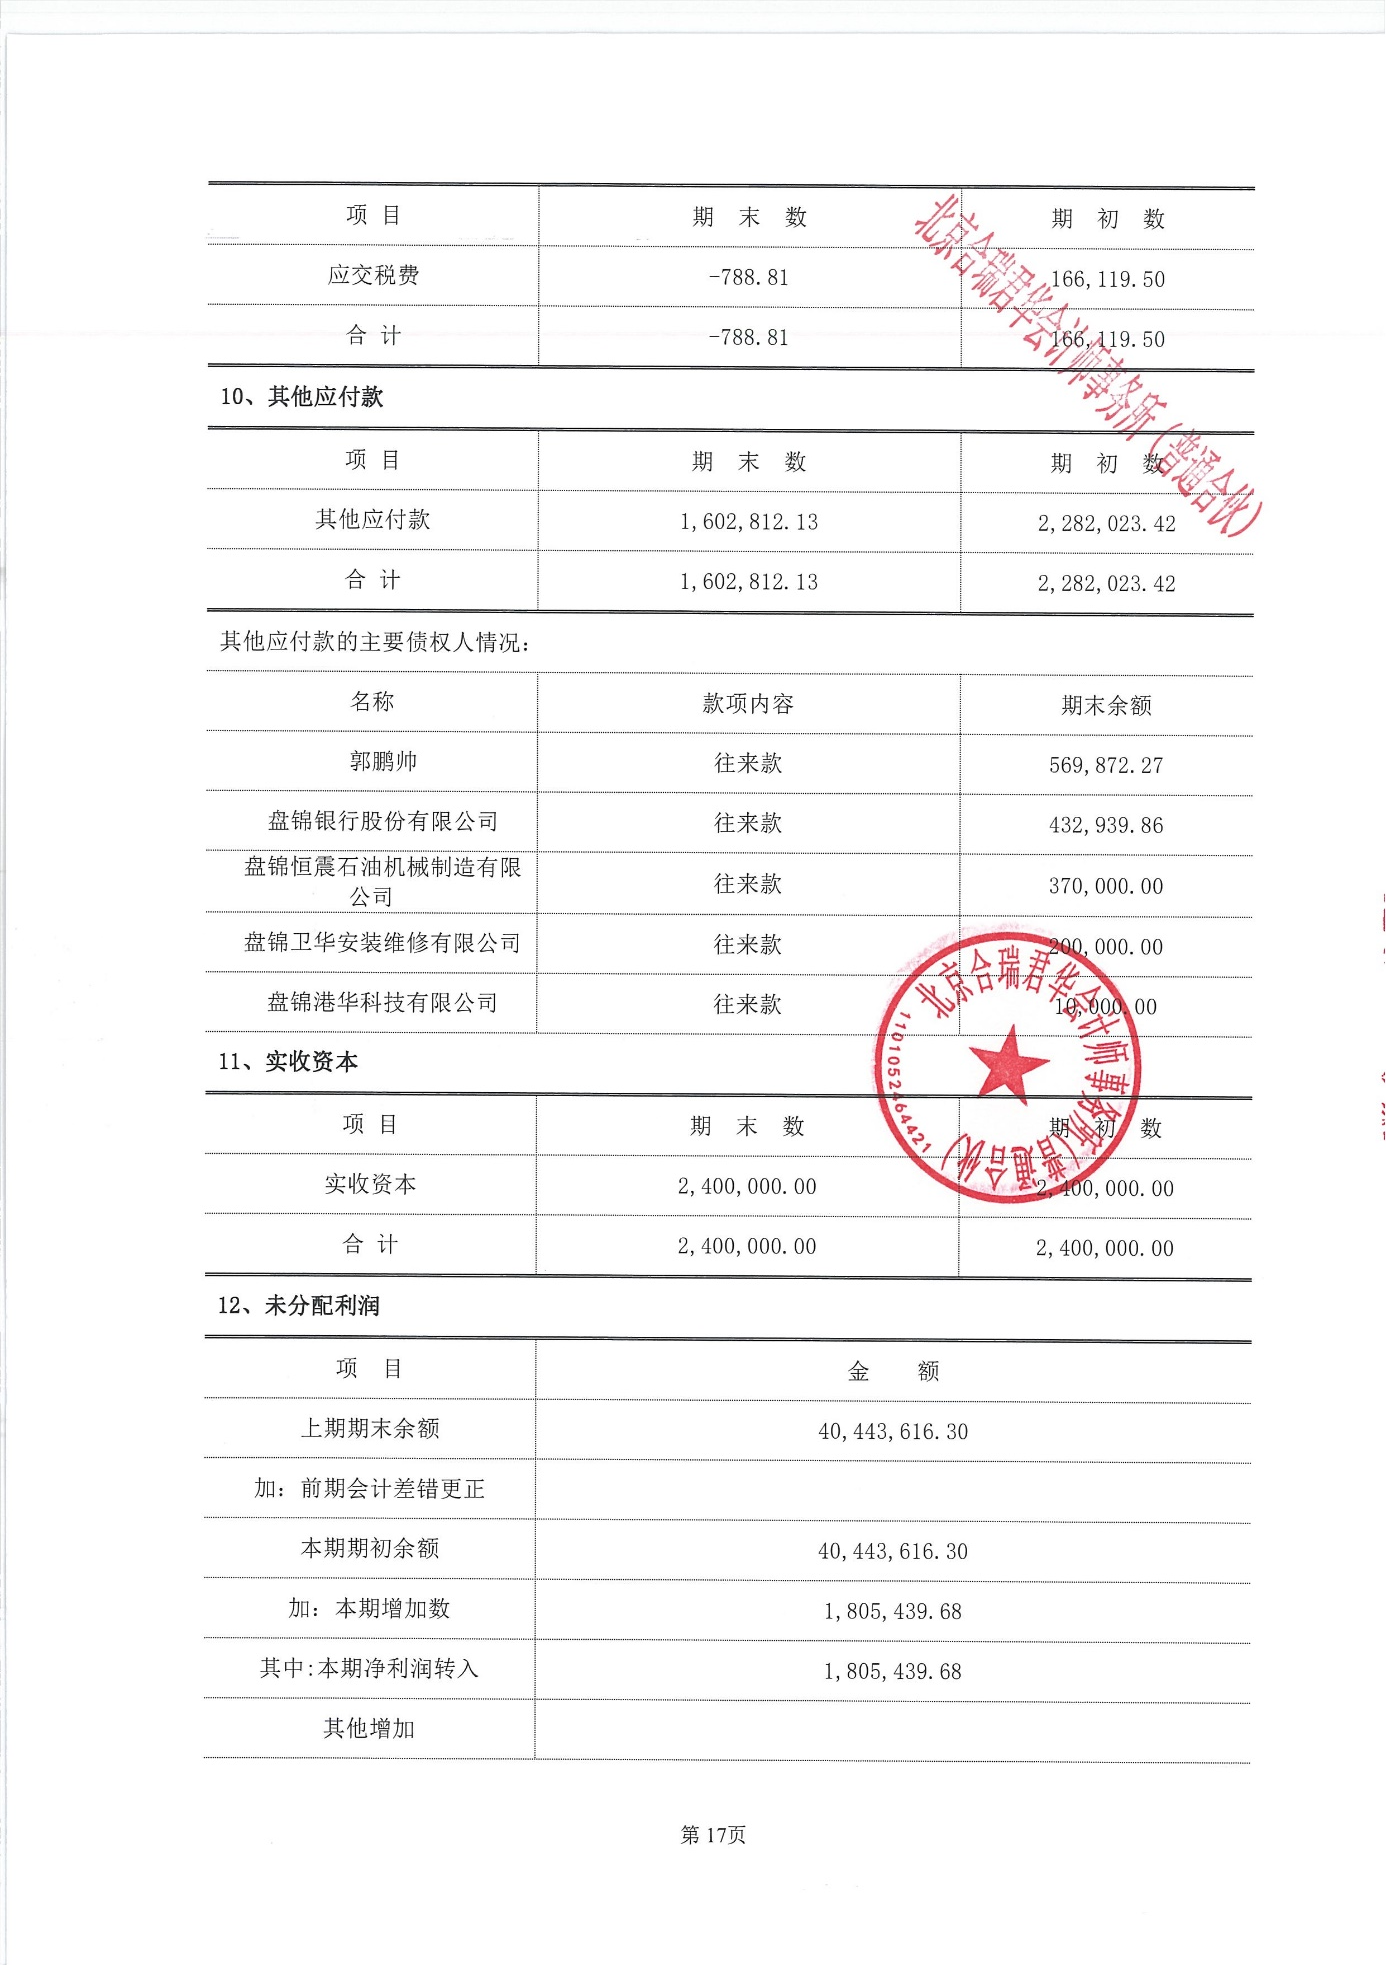 项 目 期 末 数 期 初 数
应交税费 -788.81 166,119.50
合 计 -788.81 166,119.50
10、其他应付款
项 目 期 末 数 期 初 数
其他应付款 1,602,812.13 2,282,023.42
合 计 1,602,812.13 2,282,023.42
其他应付款的主要债权人情况：
名称 款项内容 期末余额
郭鹏帅 往来款 569,872.27
盘锦银行股份有限公司 往来款 432,939.86
盘锦恒震石油机械制造有限
公司 往来款 370,000.00
盘锦卫华安装维修有限公司 往来款 200,000.00
盘锦港华科技有限公司 往来款 10,000.00
11、实收资本
项 目 期 末 数 期 初 数
实收资本 2,400,000.00 2,400,000.00
合 计 2,400,000.00 2,400,000.00
12、未分配利润
项 目 金 额
上期期末余额 40,443,616.30
加：前期会计差错更正
本期期初余额 40,443,616.30
加：本期增加数 1,805,439.68
其中:本期净利润转入 1,805,439.68
其他增加
第 17页
北京合瑞君华会计师事务所（普通合伙）
北京合瑞君华会计师事务所（普通合伙）
1101052464421